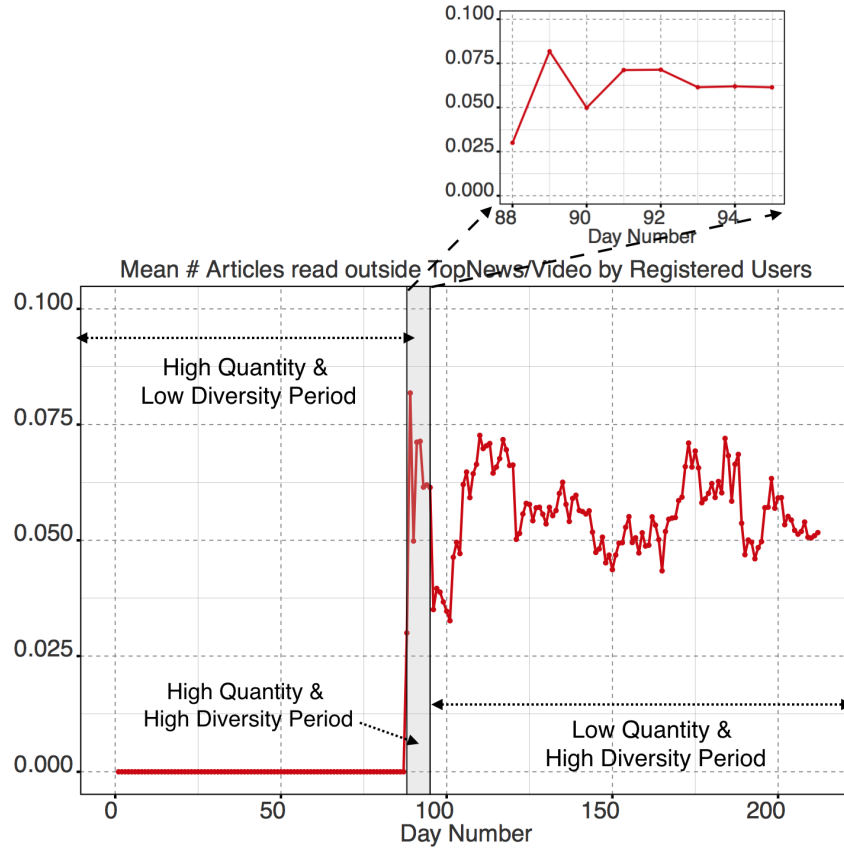 0.100
0.075
0.050
0.025
0.000
88 90 92 94
Day Number
Mean # Articles read outside TopNews/Video by Registered Users
0.100
0.075
0.050
0.025
0.000
High Quantity &
Low Diversity Period
High Quantity &
High Diversity Period
Low Quantity &
High Diversity Period
0 50 100 150 200
Day Number